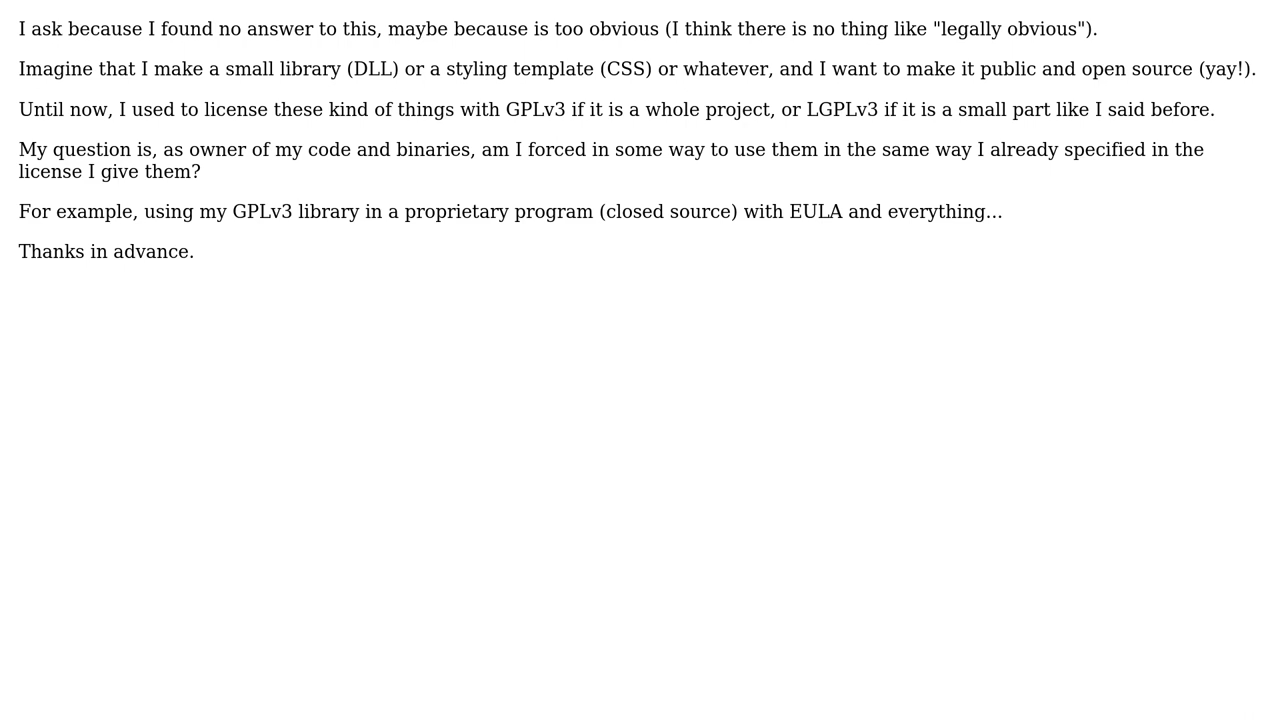 I ask because I found no answer to this, maybe because is too obvious (I think there is no thing like "legally obvious").
Imagine that I make a small library (DLL) or a styling template (CSS) or whatever, and I want to make it public and open source (yay!).
Until now, I used to license these kind of things with GPLv3 if it is a whole project, or LGPLv3 if it is a small part like I said before.
My question is, as owner of my code and binaries, am I forced in some way to use them in the same way I already specified in the
license I give them?
For example, using my GPLv3 library in a proprietary program (closed source) with EULA and everything...
Thanks in advance.